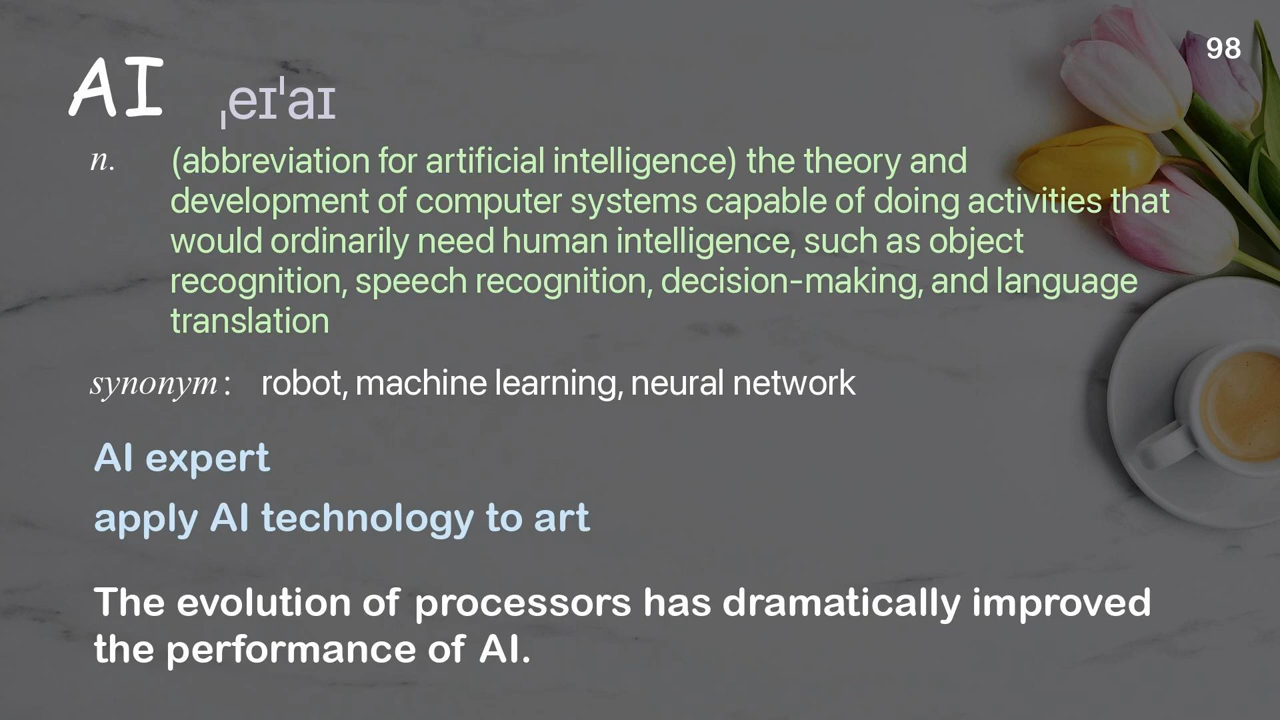 98
AI ˌeɪˈaɪ
n. (abbreviation for artificial intelligence) the theory and
development of computer systems capable of doing activities that
would ordinarily need human intelligence, such as object
recognition, speech recognition, decision-making, and language
translation
synonym: robot, machine learning, neural network
AI expert
apply AI technology to art
The evolution of processors has dramatically improved
the performance of AI.